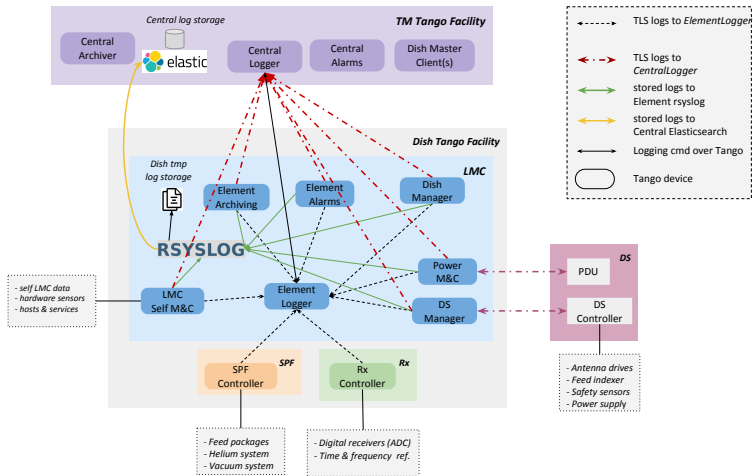 TM Tango Facility
Central log storage
Central
Archiver
elastic
Central
Logger
Central
Alarms
Dish Master
Client(s)
TLS logs to ElementLogger
TLS logs to
CentralLogger
stored logs to
Element rsyslog
stored logs to
Central Elasticsearch
Logging cmd over Tango
Tango device
Dish Tango Facility
LMC
Dish tmp
log storage
Element
Archiving
Element
Alarms
Dish
Manager
RSYSLOG
Power
M&C
LMC
Self M&C
Element
Logger
DS
Manager
DS
PDU
DS
Controller
- self LMC data
- hardware sensors
- hosts & services
SPF
SPF
Controller
Rx
Rx
Controller
- Antenna drives
- Feed indexer
- Safety sensors
- Power supply
- Feed packages
- Helium system
- Vacuum system
- Digital receivers (ADC)
- Time & frequency ref.